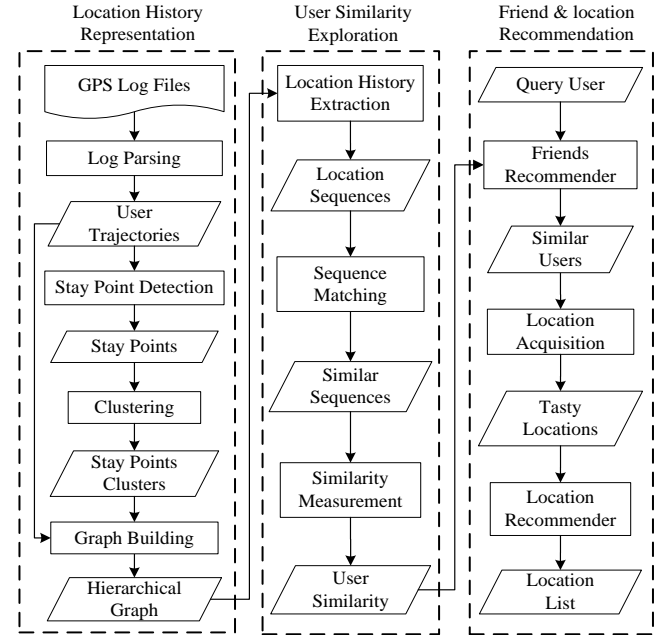 Location History
Representation
GPS Log Files
Log Parsing
User
Trajectories
Stay Point Detection
Stay Points
Clustering
Stay Points
Clusters
Graph Building
Hierarchical
Graph
User Similarity
Exploration
Location History
Extraction
Location
Sequences
Sequence
Matching
Similar
Sequences
Similarity
Measurement
User
Similarity
Friend & location
Recommendation
Query User
Friends
Recommender
Similar
Users
Location
Acquisition
Tasty
Locations
Location
Recommender
Location
List